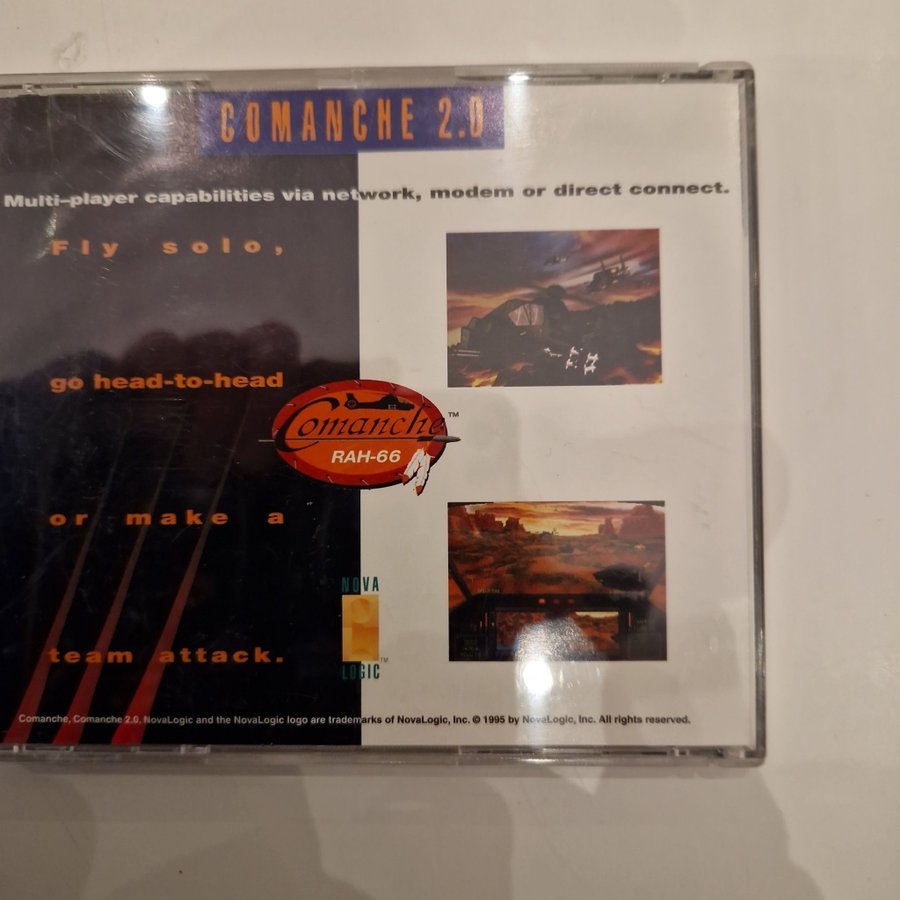 COMANCHE 2.0
Multi-player capabilities via network, modem or direct connect.
Fly solo,
go head-to-head
Comanche™
RAH-66
or make a
NOVA
LOGIC™
team attack.
Comanche, Comanche 2.0, NovaLogic and the NovaLogic logo are trademarks of NovaLogic, Inc. © 1995 by NovaLogic, Inc. All rights reserved.